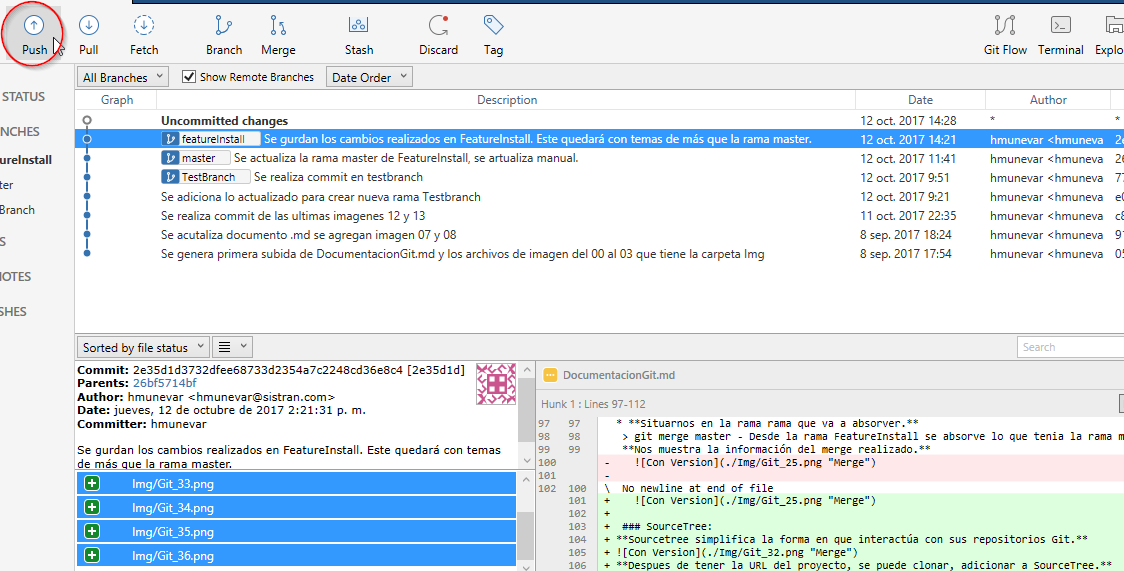 Push Pull Fetch Branch Merge Stash Discard Tag Git Flow Terminal Explo
All Branches Show Remote Branches Date Order
Graph Description Date Author
Uncommitted changes 12 oct. 2017 14:28 * *
featureInstall Se gurdan los cambios realizados en FeatureInstall. Este quedará con temas de más que la rama master. 12 oct. 2017 14:21 hmunevar <hmuneva 2e
master Se actualiza la rama master de FeatureInstall, se artualiza manual. 12 oct. 2017 11:41 hmunevar <hmuneva 26
TestBranch Se realiza commit en testbranch 12 oct. 2017 9:51 hmunevar <hmuneva 77
Se adiciona lo actualizado para crear nueva rama Testbranch 12 oct. 2017 9:21 hmunevar <hmuneva e0
Se realiza commit de las ultimas imagenes 12 y 13 11 oct. 2017 22:35 hmunevar <hmuneva c8
Se acutaliza documento .md se agregan imagen 07 y 08 8 sep. 2017 18:24 hmunevar <hmuneva 91
Se genera primera subida de DocumentacionGit.md y los archivos de imagen del 00 al 03 que tiene la carpeta Img 8 sep. 2017 17:54 hmunevar <hmuneva 05
STATUS
NCHES
ureInstall
ter
Branch
S
OTES
SHES
Sorted by file status Search
Commit: 2e35d1d3732dfee68733d2354a7c2248cd36e8c4 [2e35d1d]
Parents: 26bf5714bf
Author: hmunevar <hmunevar@sistran.com>
Date: jueves, 12 de octubre de 2017 2:21:31 p. m.
Committer: hmunevar
Se gurdan los cambios realizados en FeatureInstall. Este quedará con temas
de más que la rama master.
Img/Git_33.png
Img/Git_34.png
Img/Git_35.png
Img/Git_36.png
DocumentacionGit.md
Hunk 1 : Lines 97-112
97 97 * **Situarnos en la rama rama que va a absorver.**
98 98 > git merge master - Desde la rama FeatureInstall se absorve lo que tenia la rama m
99 99 **Nos muestra la información del merge realizado.**
100 - ![Con Version](./Img/Git_25.png "Merge")
101 -
102 100 \ No newline at end of file
101 + ![Con Version](./Img/Git_25.png "Merge")
102 +
103 + ### SourceTree:
104 + **Sourcetree simplifica la forma en que interactúa con sus repositorios Git.**
105 + ![Con Version](./Img/Git_32.png "Merge")
106 + **Despues de tener la URL del proyecto, se puede clonar, adicionar a SourceTree.**